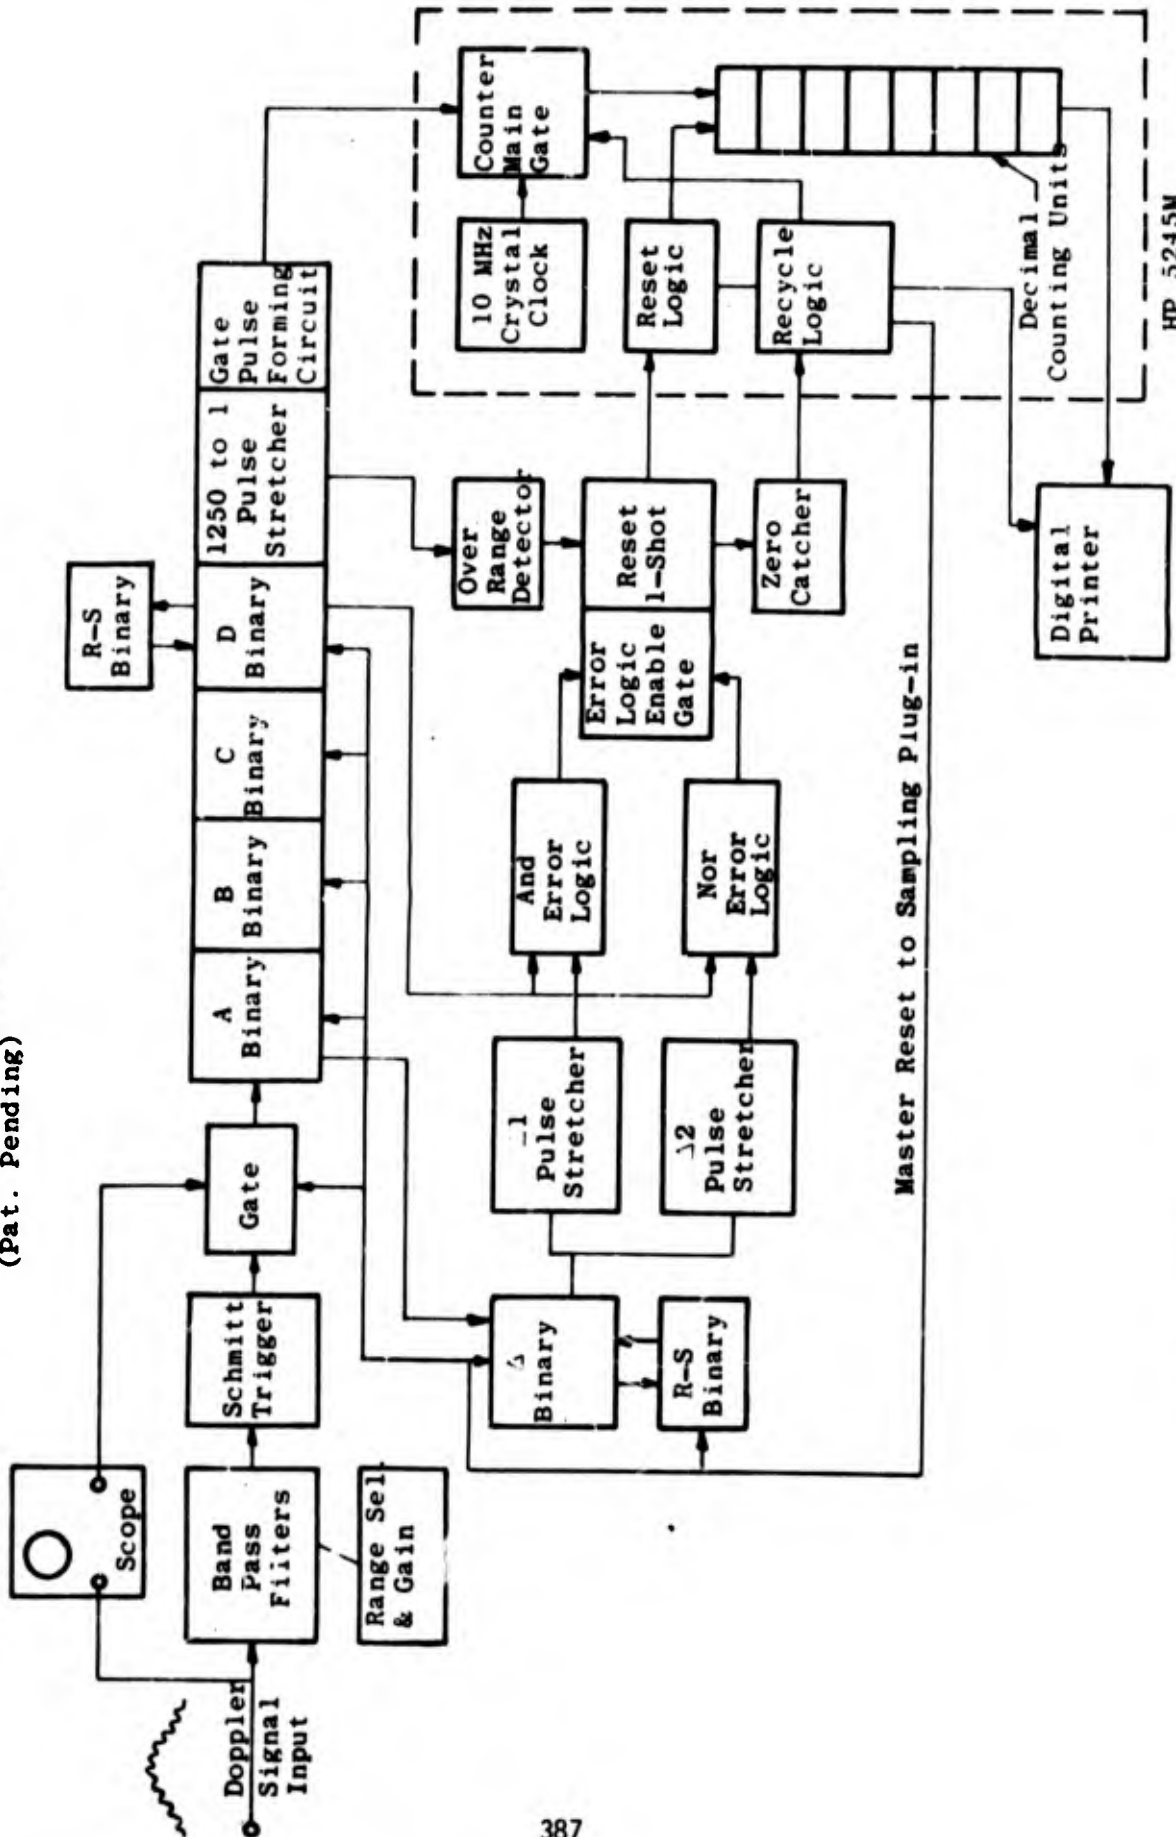 (Pat. Pending)
Scope
Doppler
Signal
Input
Band
Pass
Filters
Range Sel
& Gain
Schmitt
Trigger
Gate
A
Binary
B
Binary
C
Binary
D
Binary
R-S
Binary
1250 to 1
Pulse
Stretcher
Gate
Pulse
Forming
Circuit
Δ
Binary
R-S
Binary
1
Pulse
Stretcher
Δ2
Pulse
Stretcher
And
Error
Logic
Nor
Error
Logic
Error
Logic
Enable
Gate
Reset
1-Shot
Over
Range
Detector
Zero
Catcher
10 MHz
Crystal
Clock
Counter
Main
Gate
Reset
Logic
Recycle
Logic
Decimal
Counting Units
Digital
Printer
Master Reset to Sampling Plug-in
HP 5245M
387